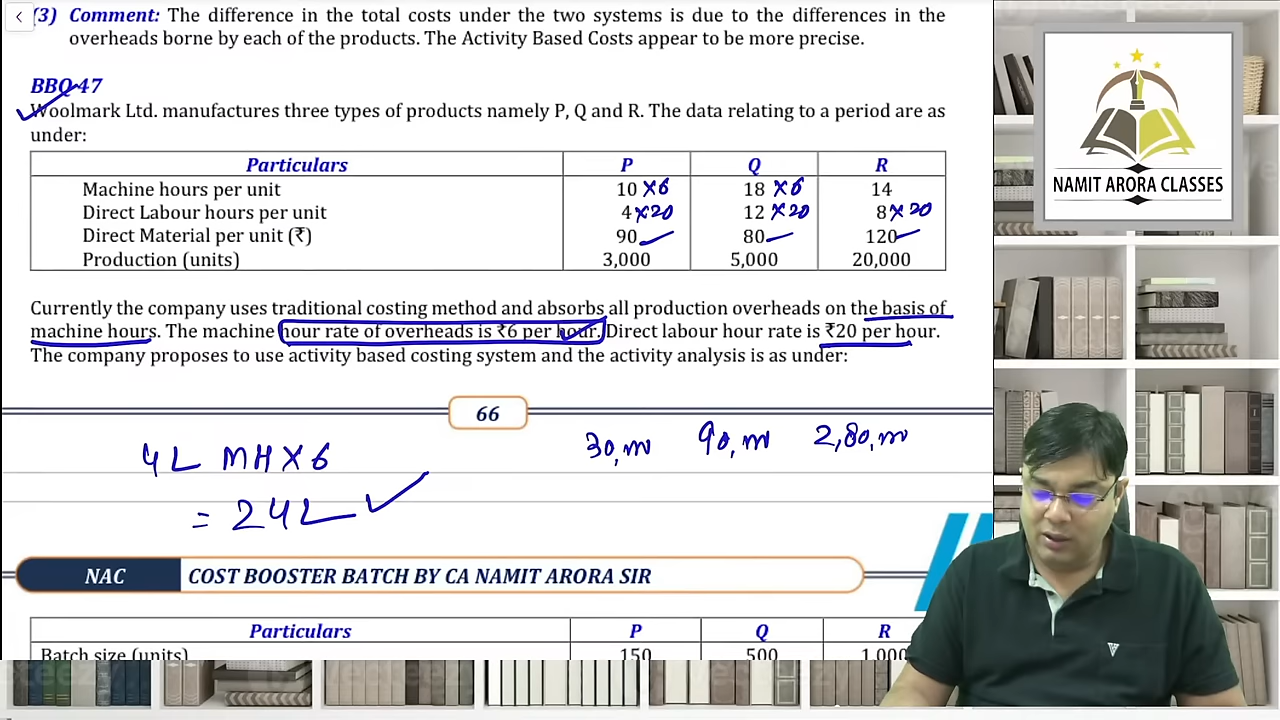 (3) Comment: The difference in the total costs under the two systems is due to the differences in the
overheads borne by each of the products. The Activity Based Costs appear to be more precise.
BBQ 47
Woolmark Ltd. manufactures three types of products namely P, Q and R. The data relating to a period are as
under:
Particulars P Q R
Machine hours per unit 10 ×6 18 ×6 14
Direct Labour hours per unit 4 ×20 12 ×20 8 ×20
Direct Material per unit (₹) 90 80 120
Production (units) 3,000 5,000 20,000
Currently the company uses traditional costing method and absorbs all production overheads on the basis of
machine hours. The machine hour rate of overheads is ₹6 per hour. Direct labour hour rate is ₹20 per hour.
The company proposes to use activity based costing system and the activity analysis is as under:
66
4L MH×6 30,m 90,m 2,80,m
= 24L
NAC COST BOOSTER BATCH BY CA NAMIT ARORA SIR
Particulars P Q R
Batch size (units) 150 500 1,000
NAMIT ARORA CLASSES